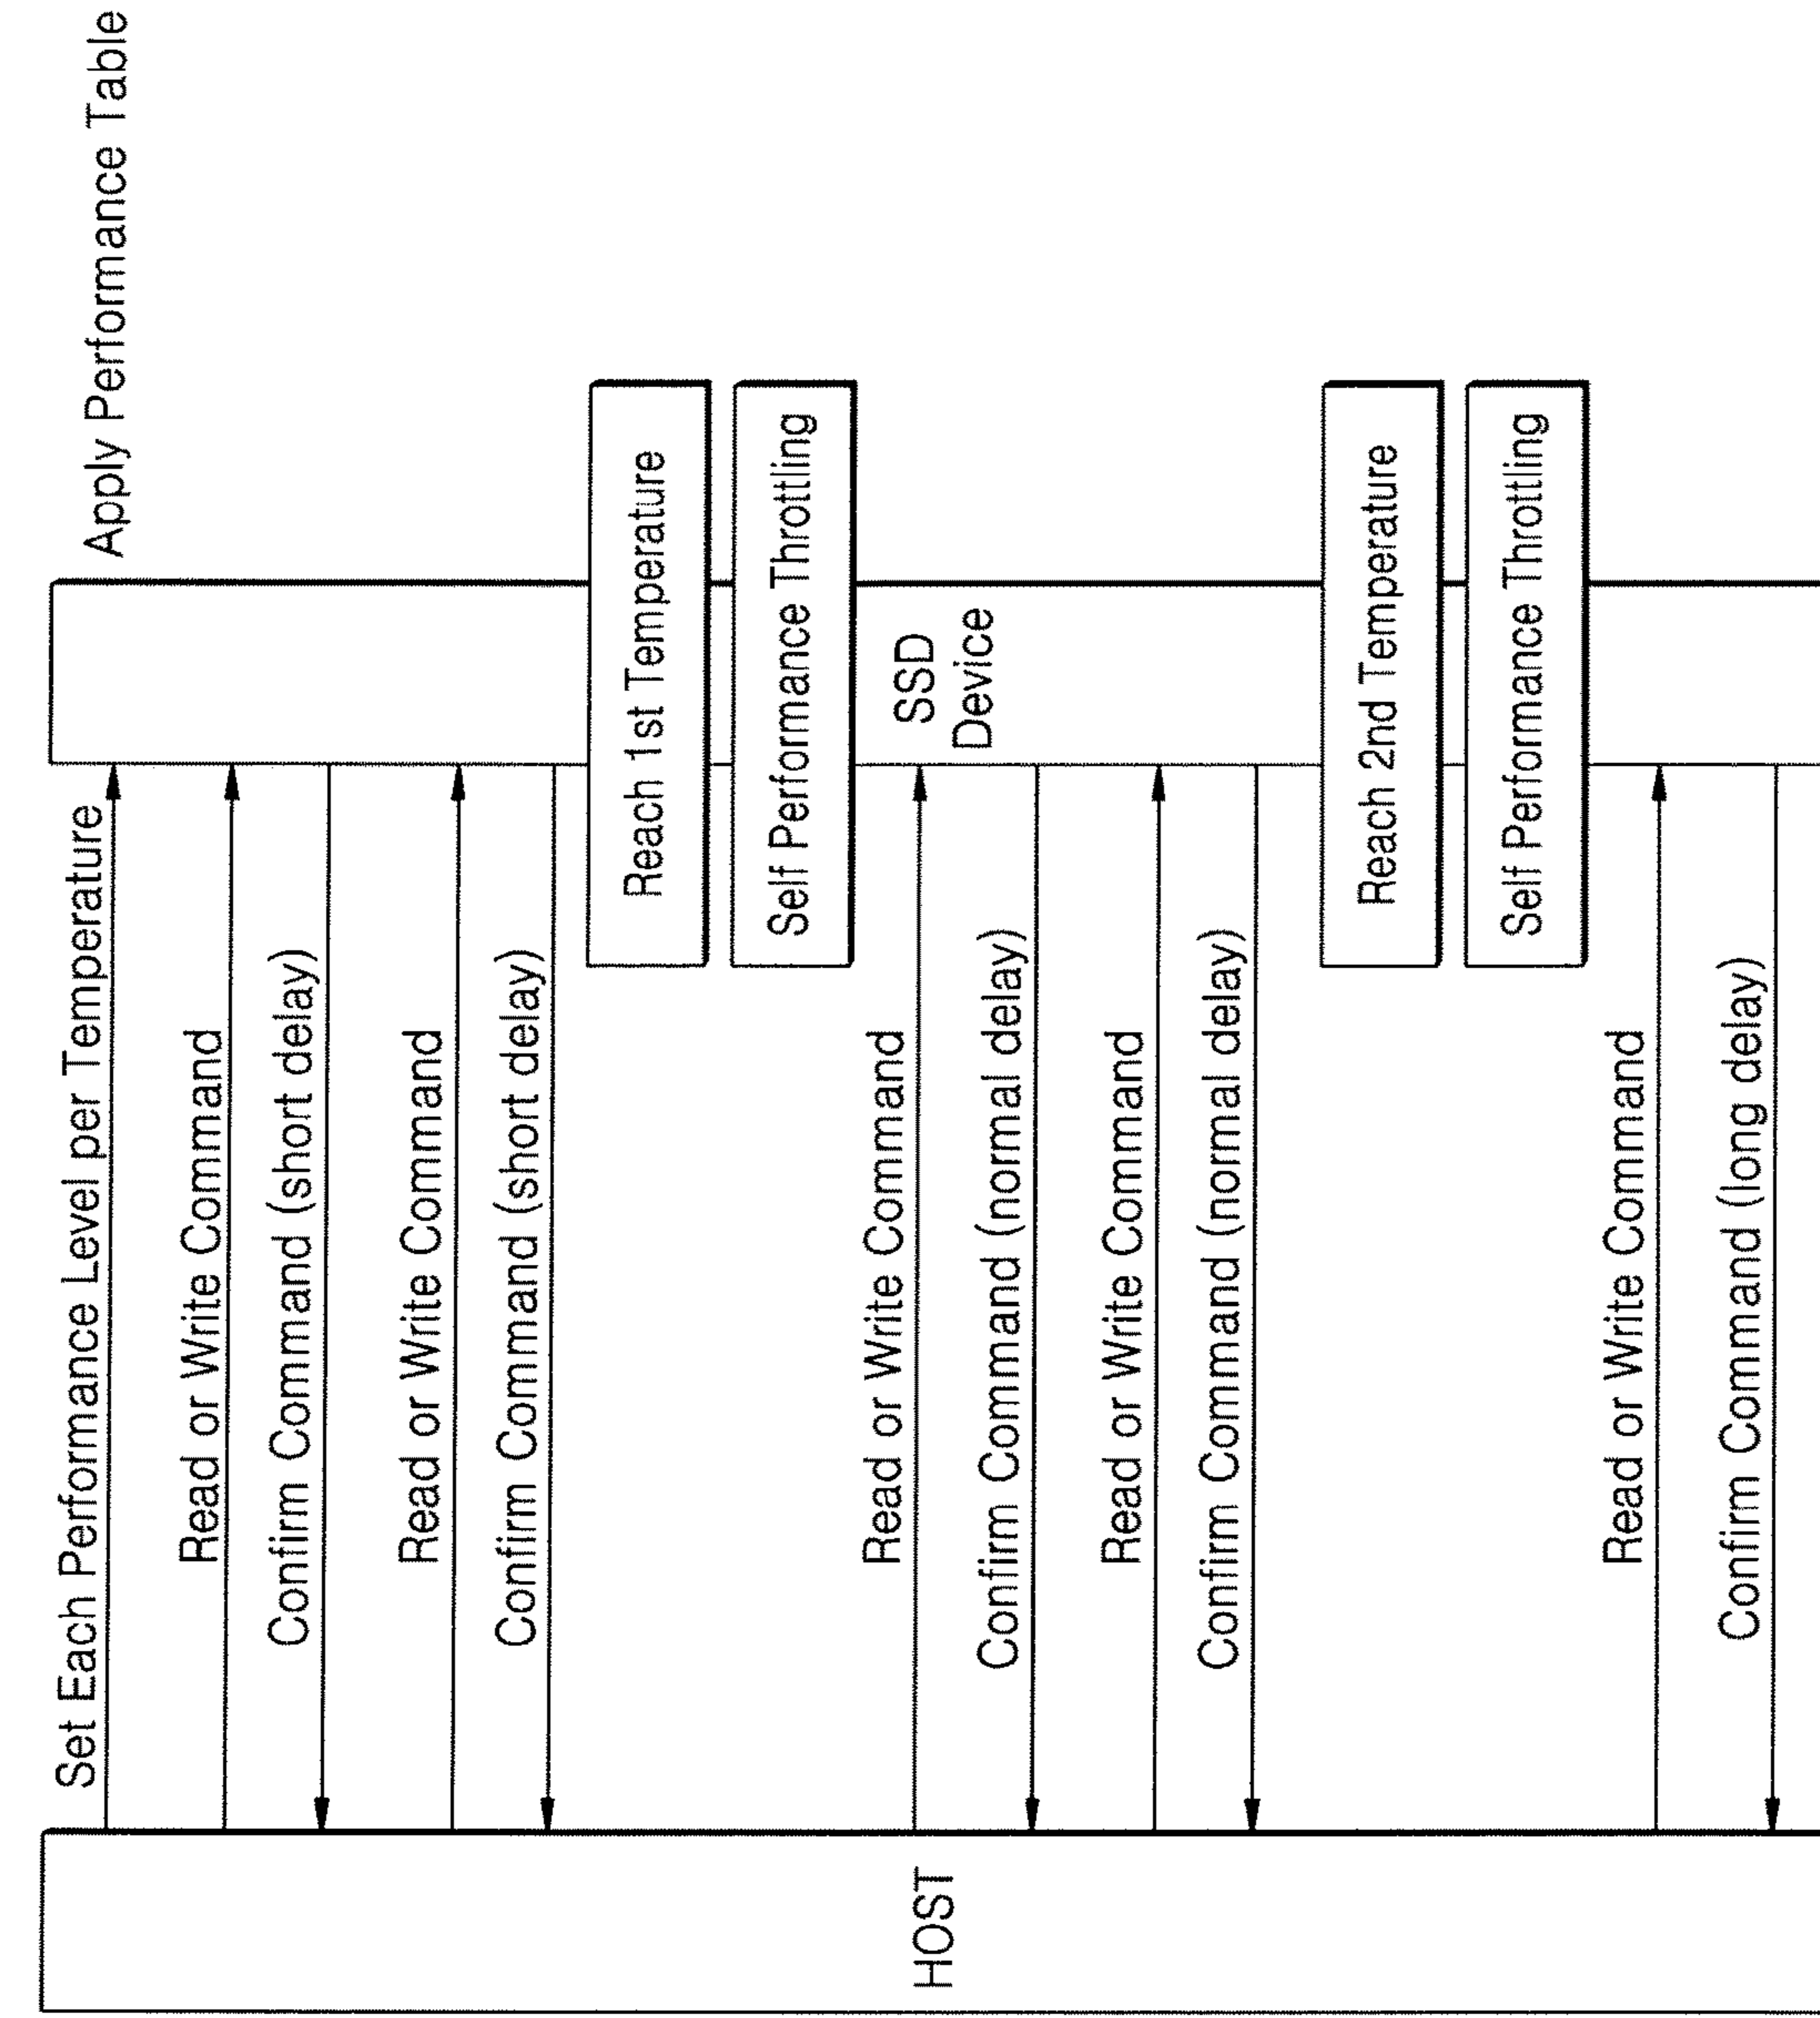 Set Each Performance Level per Temperature
Apply Performance Table
Read or Write Command
Confirm Command (short delay)
Read or Write Command
Confirm Command (short delay)
Reach 1st Temperature
Self Performance Throttling
HOST
SSD
Device
Read or Write Command
Confirm Command (normal delay)
Read or Write Command
Confirm Command (normal delay)
Reach 2nd Temperature
Self Performance Throttling
Read or Write Command
Confirm Command (long delay)